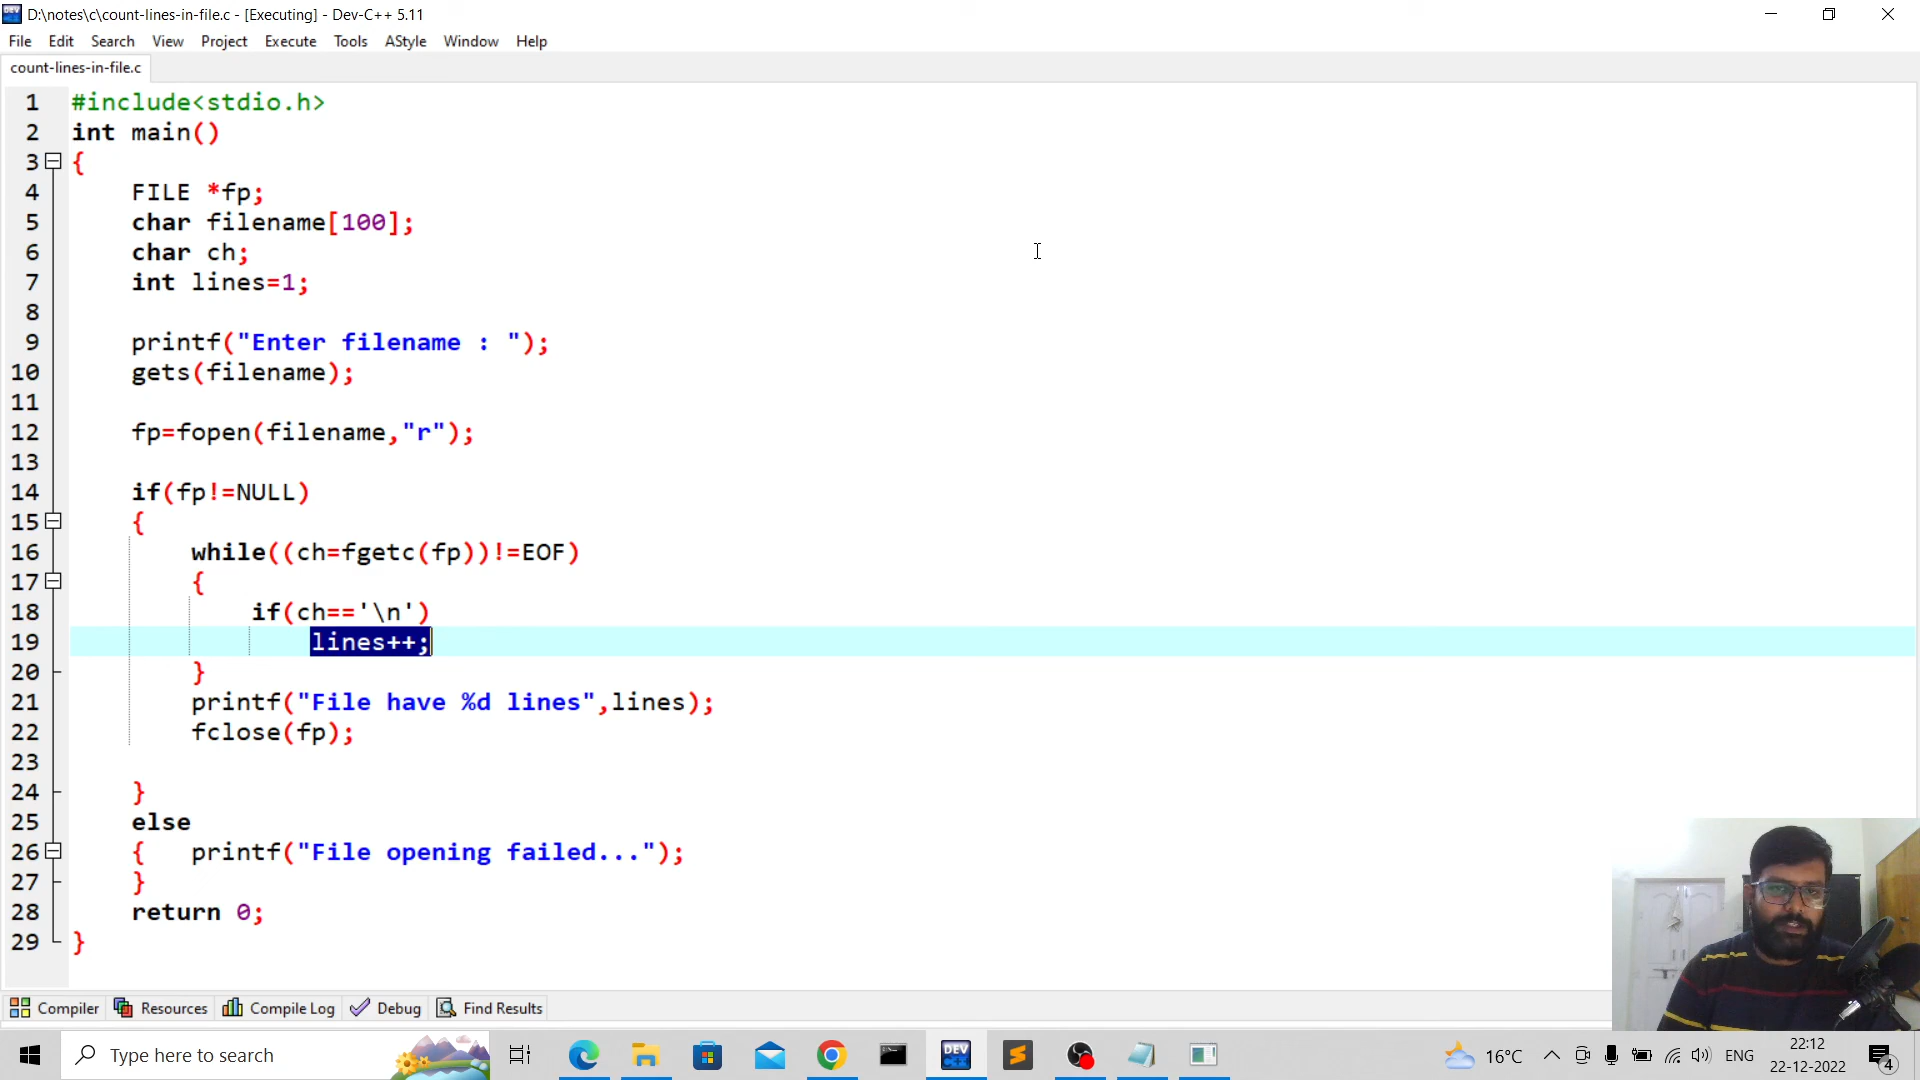 D:\notes\c\count-lines-in-file.c - [Executing] - Dev-C++ 5.11
File Edit Search View Project Execute Tools AStyle Window Help
count-lines-in-file.c
1 #include<stdio.h>
2 int main()
3 {
4 FILE *fp;
5 char filename[100];
6 char ch;
7 int lines=1;
8
9 printf("Enter filename : ");
10 gets(filename);
11
12 fp=fopen(filename,"r");
13
14 if(fp!=NULL)
15 {
16 while((ch=fgetc(fp))!=EOF)
17 {
18 if(ch=='\n')
19 lines++;
20 }
21 printf("File have %d lines",lines);
22 fclose(fp);
23
24 }
25 else
26 { printf("File opening failed...");
27 }
28 return 0;
29 }
Compiler Resources Compile Log Debug Find Results
Type here to search DEV 16°C ENG 22:12
22-12-2022 4